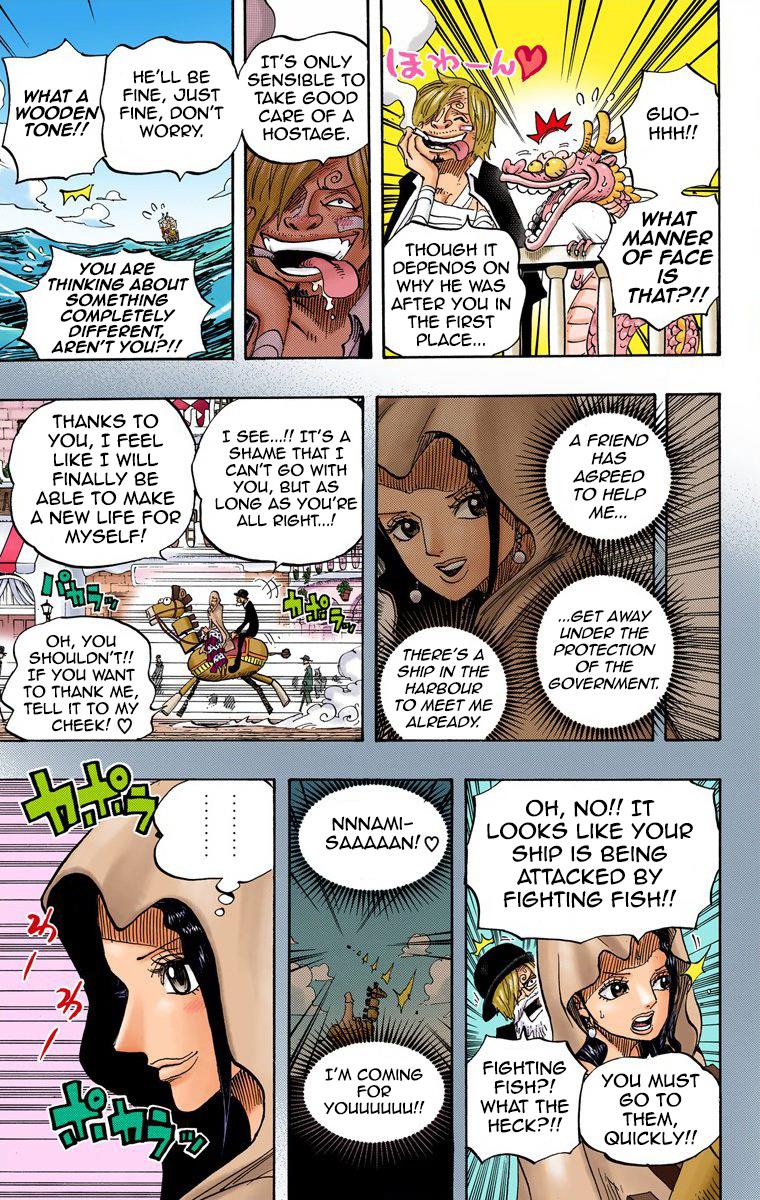 ほわーん♥
GUO-
HHH!!
WHAT
MANNER
OF FACE
IS
THAT?!!
THOUGH IT
DEPENDS ON
WHY HE WAS
AFTER YOU IN
THE FIRST
PLACE...
IT'S ONLY
SENSIBLE TO
TAKE GOOD
CARE OF A
HOSTAGE.
HE'LL BE
FINE, JUST
FINE, DON'T
WORRY.
WHAT A
WOODEN
TONE!!
YOU ARE
THINKING ABOUT
SOMETHING
COMPLETELY
DIFFERENT,
AREN'T YOU?!!
A FRIEND
HAS
AGREED
TO HELP
ME...
...GET AWAY
UNDER THE
PROTECTION
OF THE
GOVERNMENT.
THERE'S A
SHIP IN THE
HARBOUR
TO MEET ME
ALREADY.
I SEE...!! IT'S A
SHAME THAT I
CAN'T GO WITH
YOU, BUT AS
LONG AS YOU'RE
ALL RIGHT...!
THANKS TO
YOU, I FEEL
LIKE I WILL
FINALLY BE
ABLE TO MAKE
A NEW LIFE FOR
MYSELF!
ガポラッ
パカラッ
OH, YOU
SHOULDN'T!!
IF YOU WANT
TO THANK ME,
TELL IT TO MY
CHEEK! ♡
OH, NO!! IT
LOOKS LIKE YOUR
SHIP IS BEING
ATTACKED BY
FIGHTING FISH!!
FIGHTING
FISH?!
WHAT THE
HECK?!!
YOU MUST
GO TO
THEM,
QUICKLY!!
NNNAMI-
SAAAAAN! ♡
I'M COMING
FOR
YOUUUUUU!!
カポラ
ポカラッ